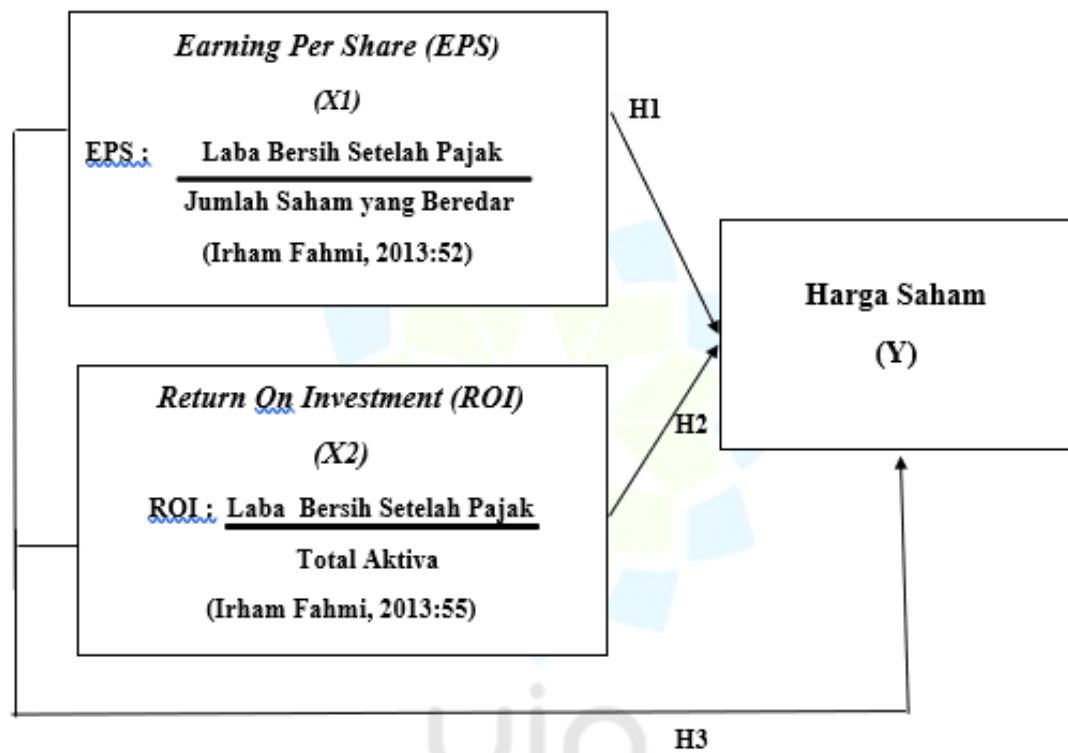 Earning Per Share (EPS)
(X1)
EPS : Laba Bersih Setelah Pajak
Jumlah Saham yang Beredar
(Irham Fahmi, 2013:52)
H1
Harga Saham
(Y)
Return On Investment (ROI)
(X2)
ROI : Laba Bersih Setelah Pajak
Total Aktiva
(Irham Fahmi, 2013:55)
H2
H3
uin